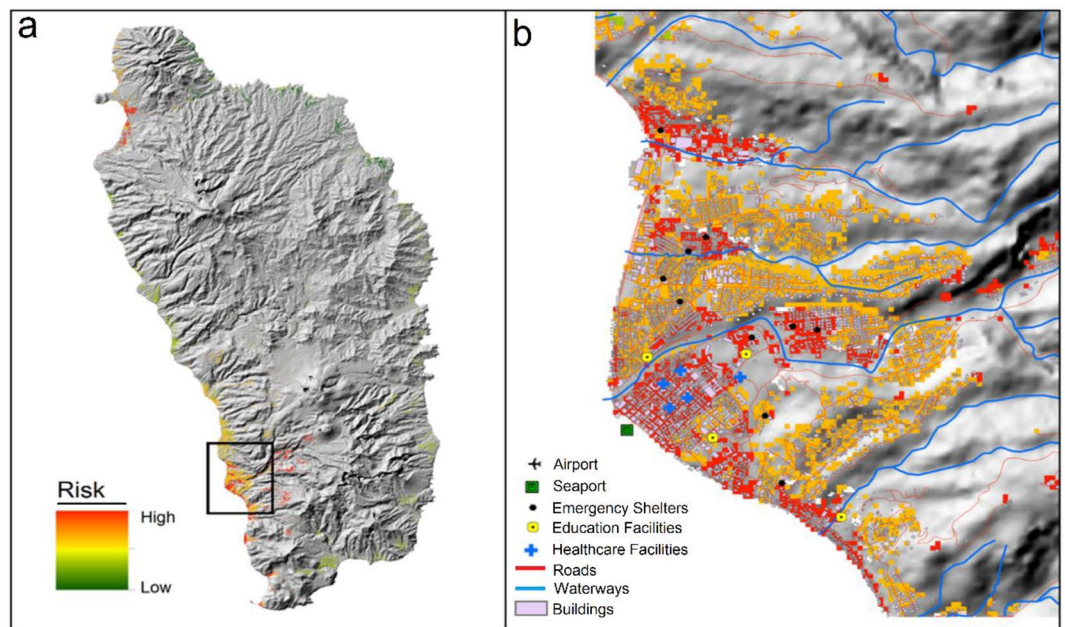 a
Risk
High
Low
b
Airport
Seaport
Emergency Shelters
Education Facilities
Healthcare Facilities
Roads
Waterways
Buildings